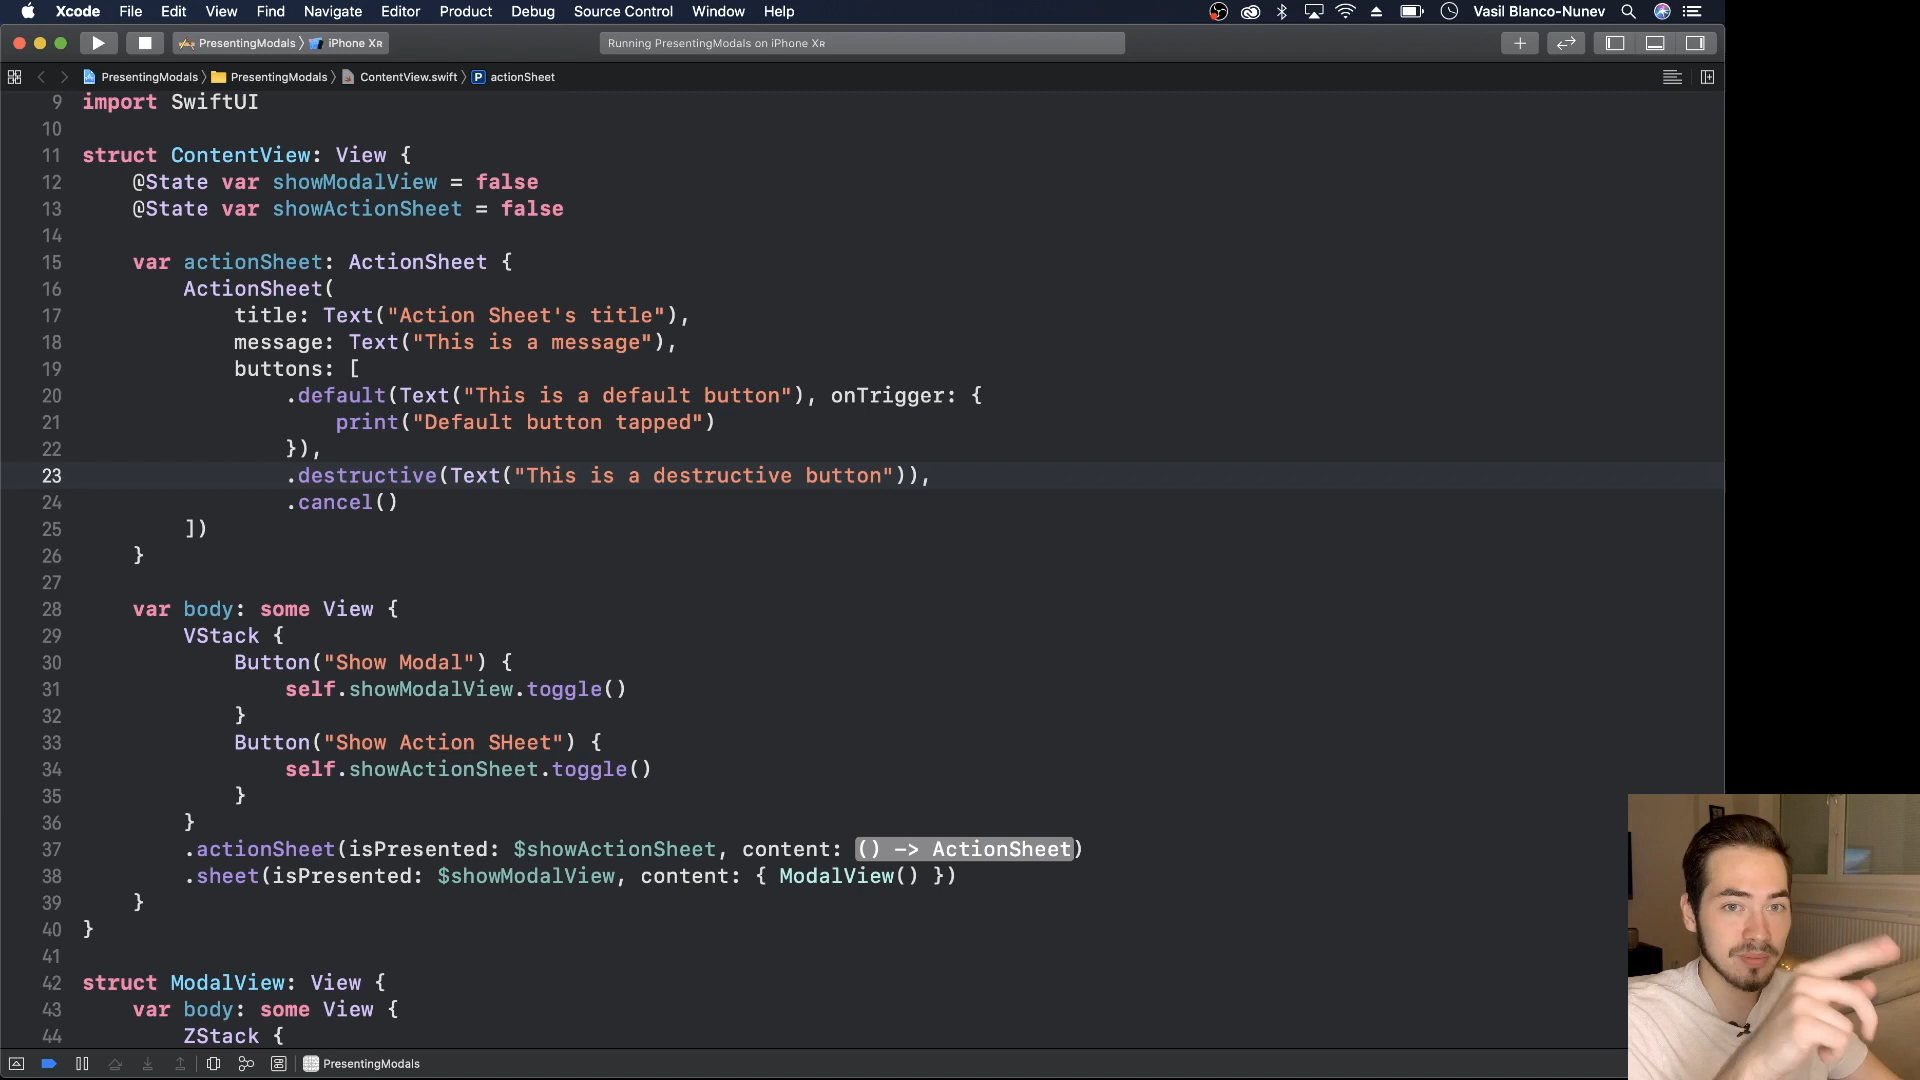 Xcode File Edit View Find Navigate Editor Product Debug Source Control Window Help Vasil Blanco-Nunev
PresentingModals iPhone XR Running PresentingModals on iPhone XR
PresentingModals PresentingModals ContentView.swift P actionSheet
9 import SwiftUI
10
11 struct ContentView: View {
12 @State var showModalView = false
13 @State var showActionSheet = false
14
15 var actionSheet: ActionSheet {
16 ActionSheet(
17 title: Text("Action Sheet's title"),
18 message: Text("This is a message"),
19 buttons: [
20 .default(Text("This is a default button"), onTrigger: {
21 print("Default button tapped")
22 }),
23 .destructive(Text("This is a destructive button")),
24 .cancel()
25 ])
26 }
27
28 var body: some View {
29 VStack {
30 Button("Show Modal") {
31 self.showModalView.toggle()
32 }
33 Button("Show Action SHeet") {
34 self.showActionSheet.toggle()
35 }
36 }
37 .actionSheet(isPresented: $showActionSheet, content: () -> ActionSheet)
38 .sheet(isPresented: $showModalView, content: { ModalView() })
39 }
40 }
41
42 struct ModalView: View {
43 var body: some View {
44 ZStack {
PresentingModals